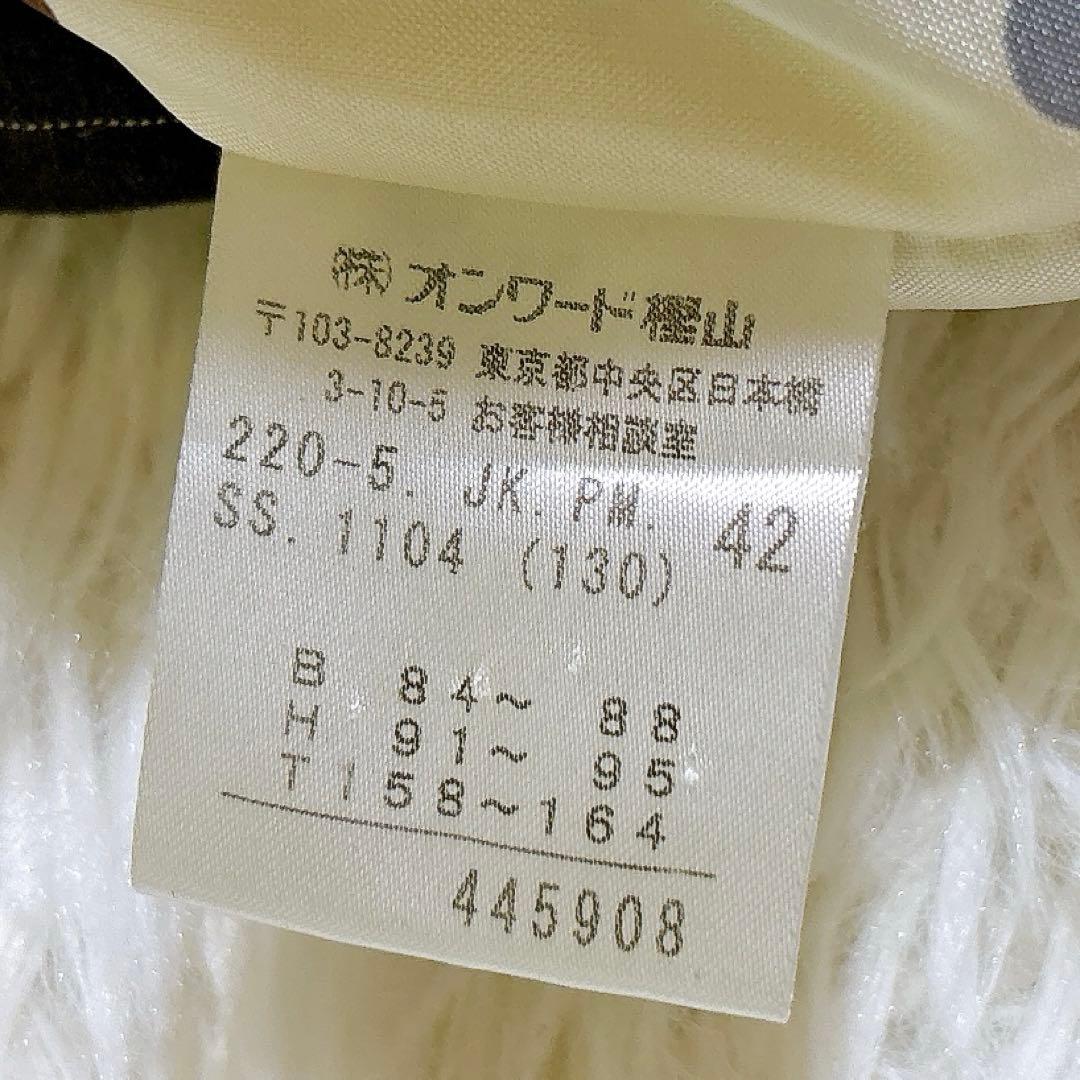 ㈱オンワード樫山
〒103-8239 東京都中央区日本橋
3-10-5 お客様相談室
220-5. JK. PM. 42
SS. 1104 (130)
B 84~ 88
H 91~ 95
T158~164
445908